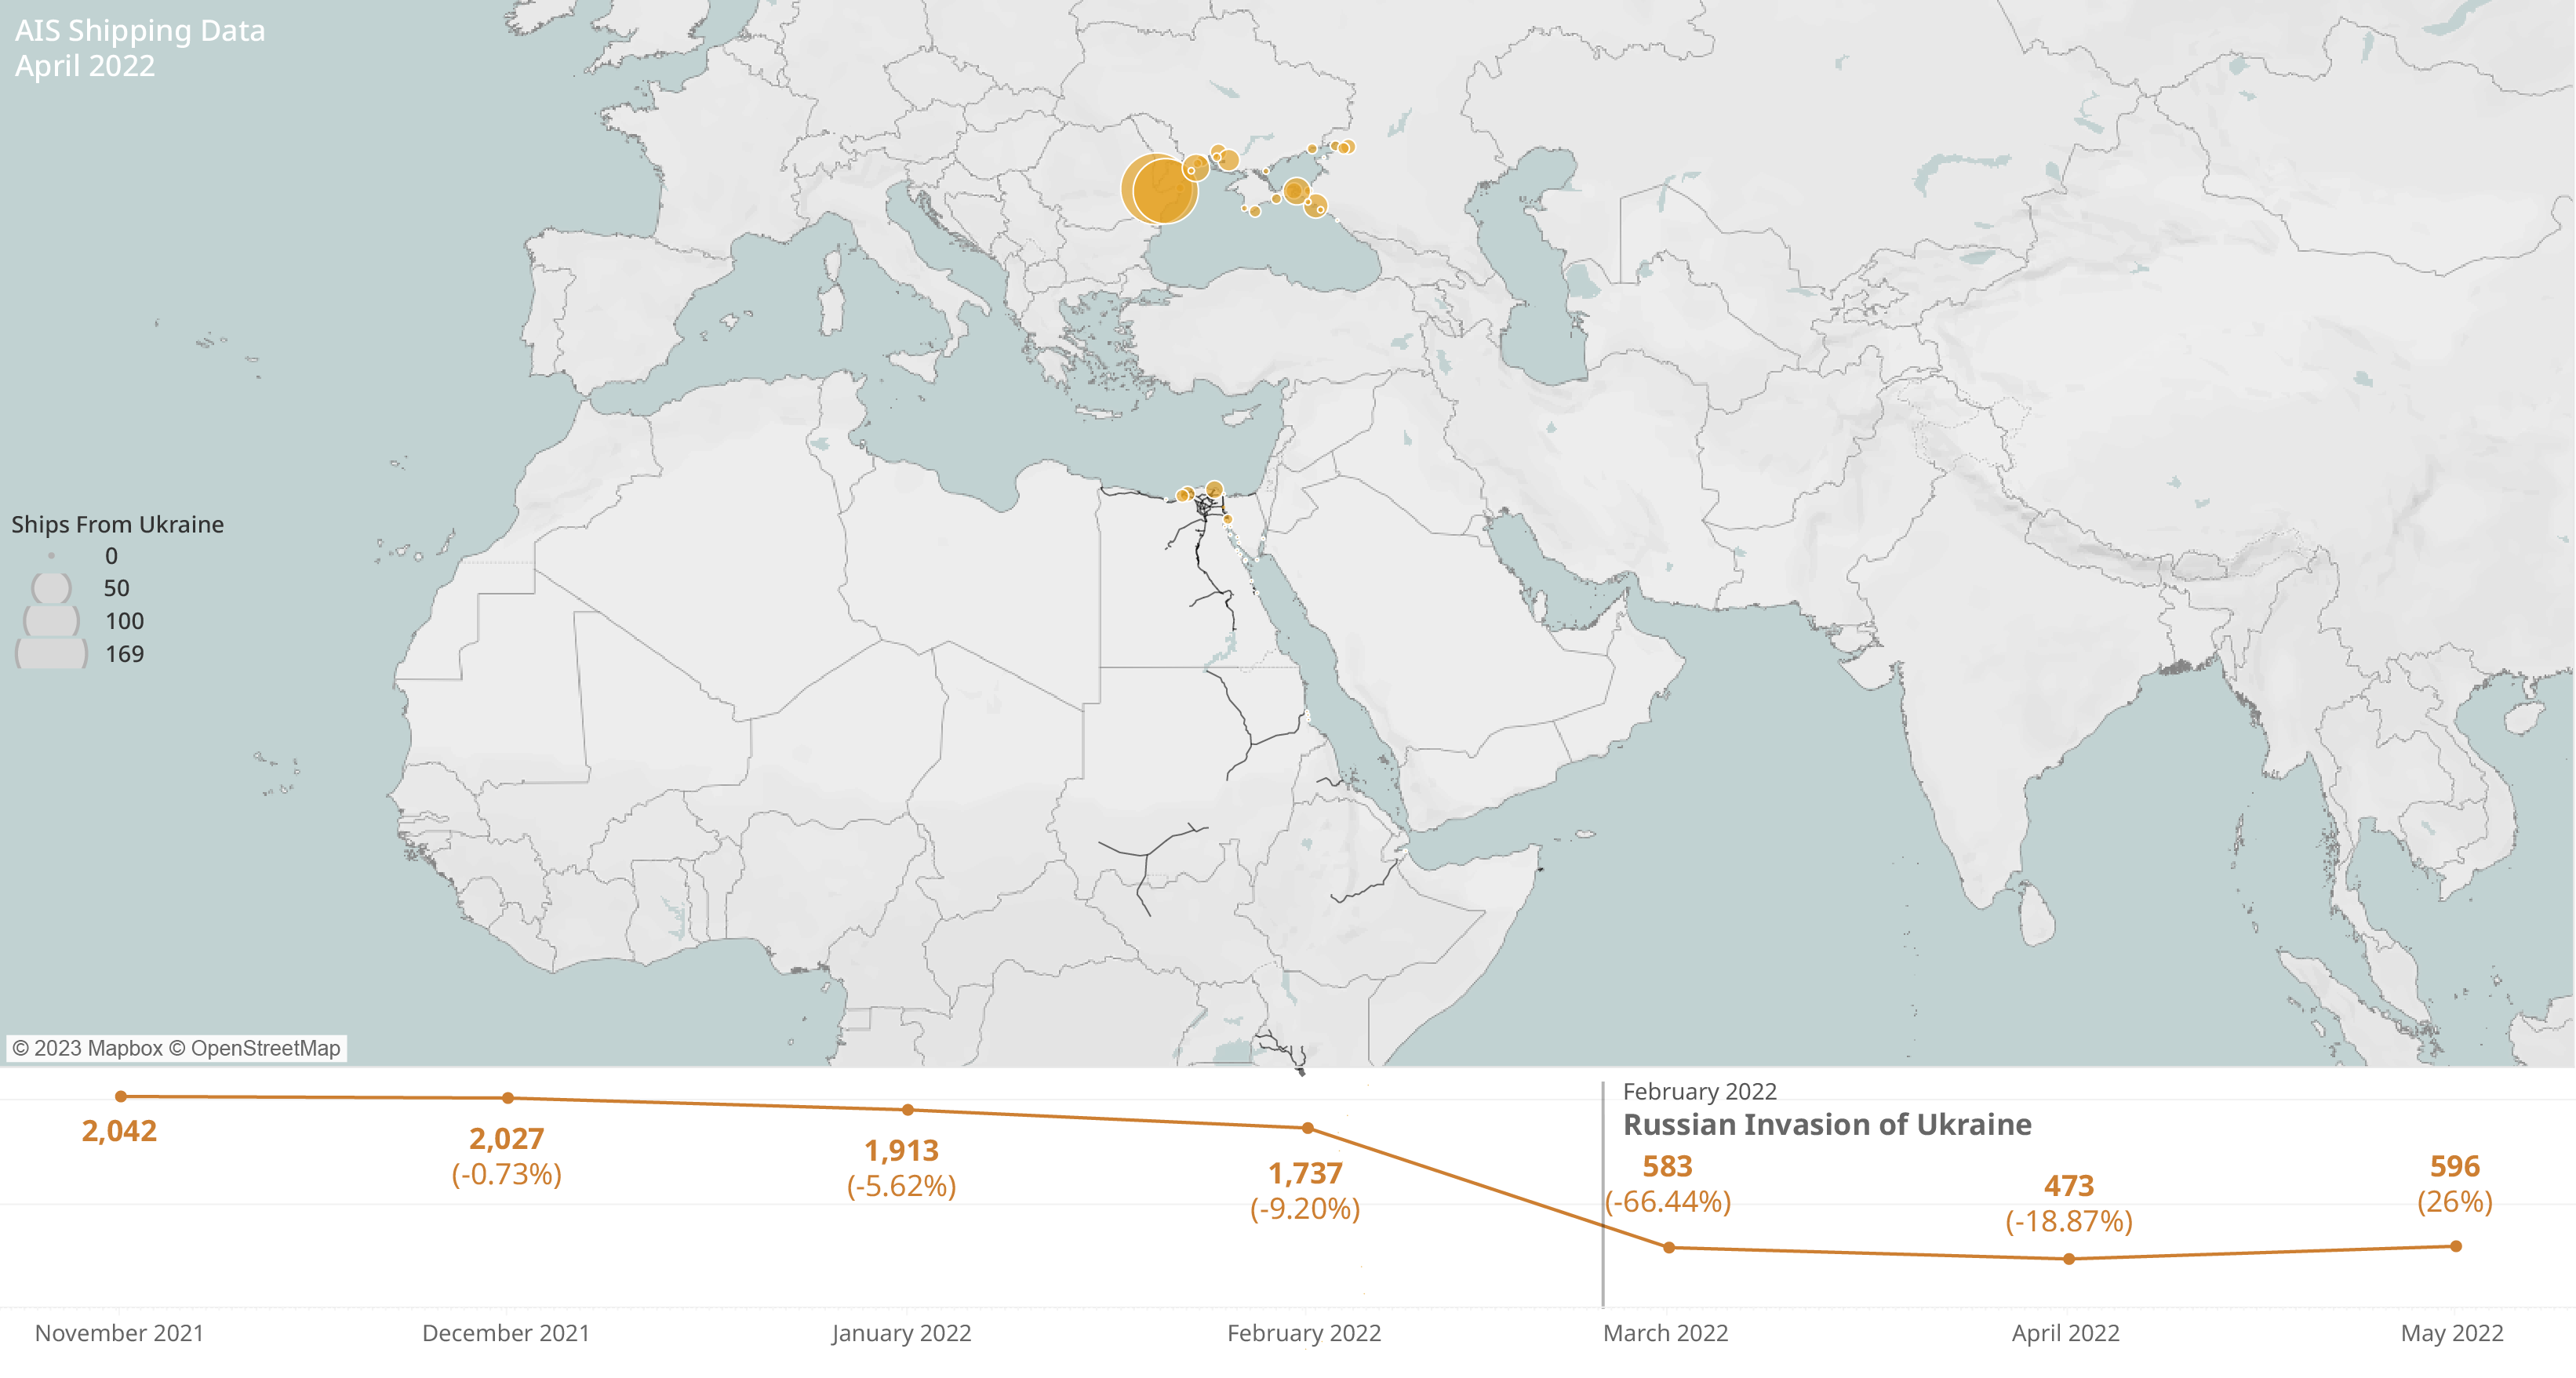 AIS Shipping Data
April 2022
Ships From Ukraine
0
50
100
169
© 2023 Mapbox © OpenStreetMap
February 2022
Russian Invasion of Ukraine
2,042
2,027
(-0.73%)
1,913
(-5.62%)
1,737
(-9.20%)
583
(-66.44%)
473
(-18.87%)
596
(26%)
November 2021
December 2021
January 2022
February 2022
March 2022
April 2022
May 2022